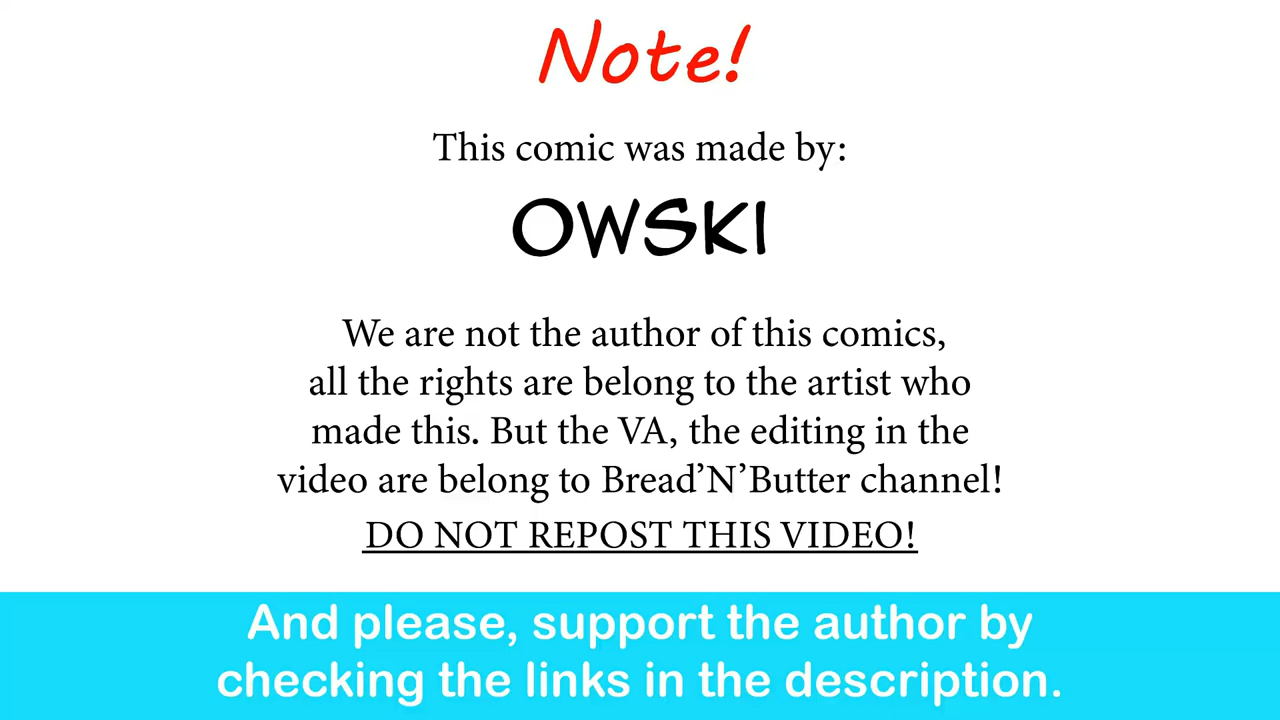 Note!
This comic was made by:
OWSKI
We are not the author of this comics,
all the rights are belong to the artist who
made this. But the VA, the editing in the
video are belong to Bread’N’Butter channel!
DO NOT REPOST THIS VIDEO!
And please, support the author by
checking the links in the description.